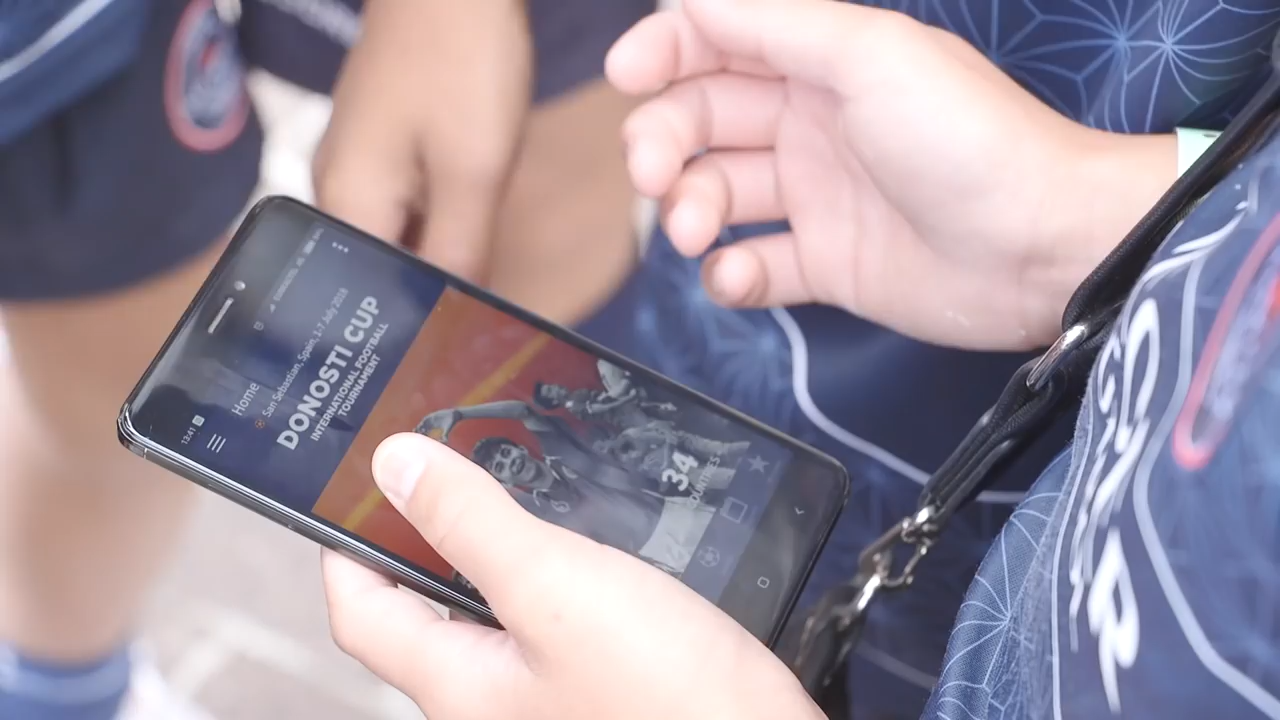 13:41
Home
San Sebastian, Spain, 1-7 July 2018
DONOSTI CUP
INTERNATIONAL FOOTBALL
TOURNAMENT
34
COUNTRIES